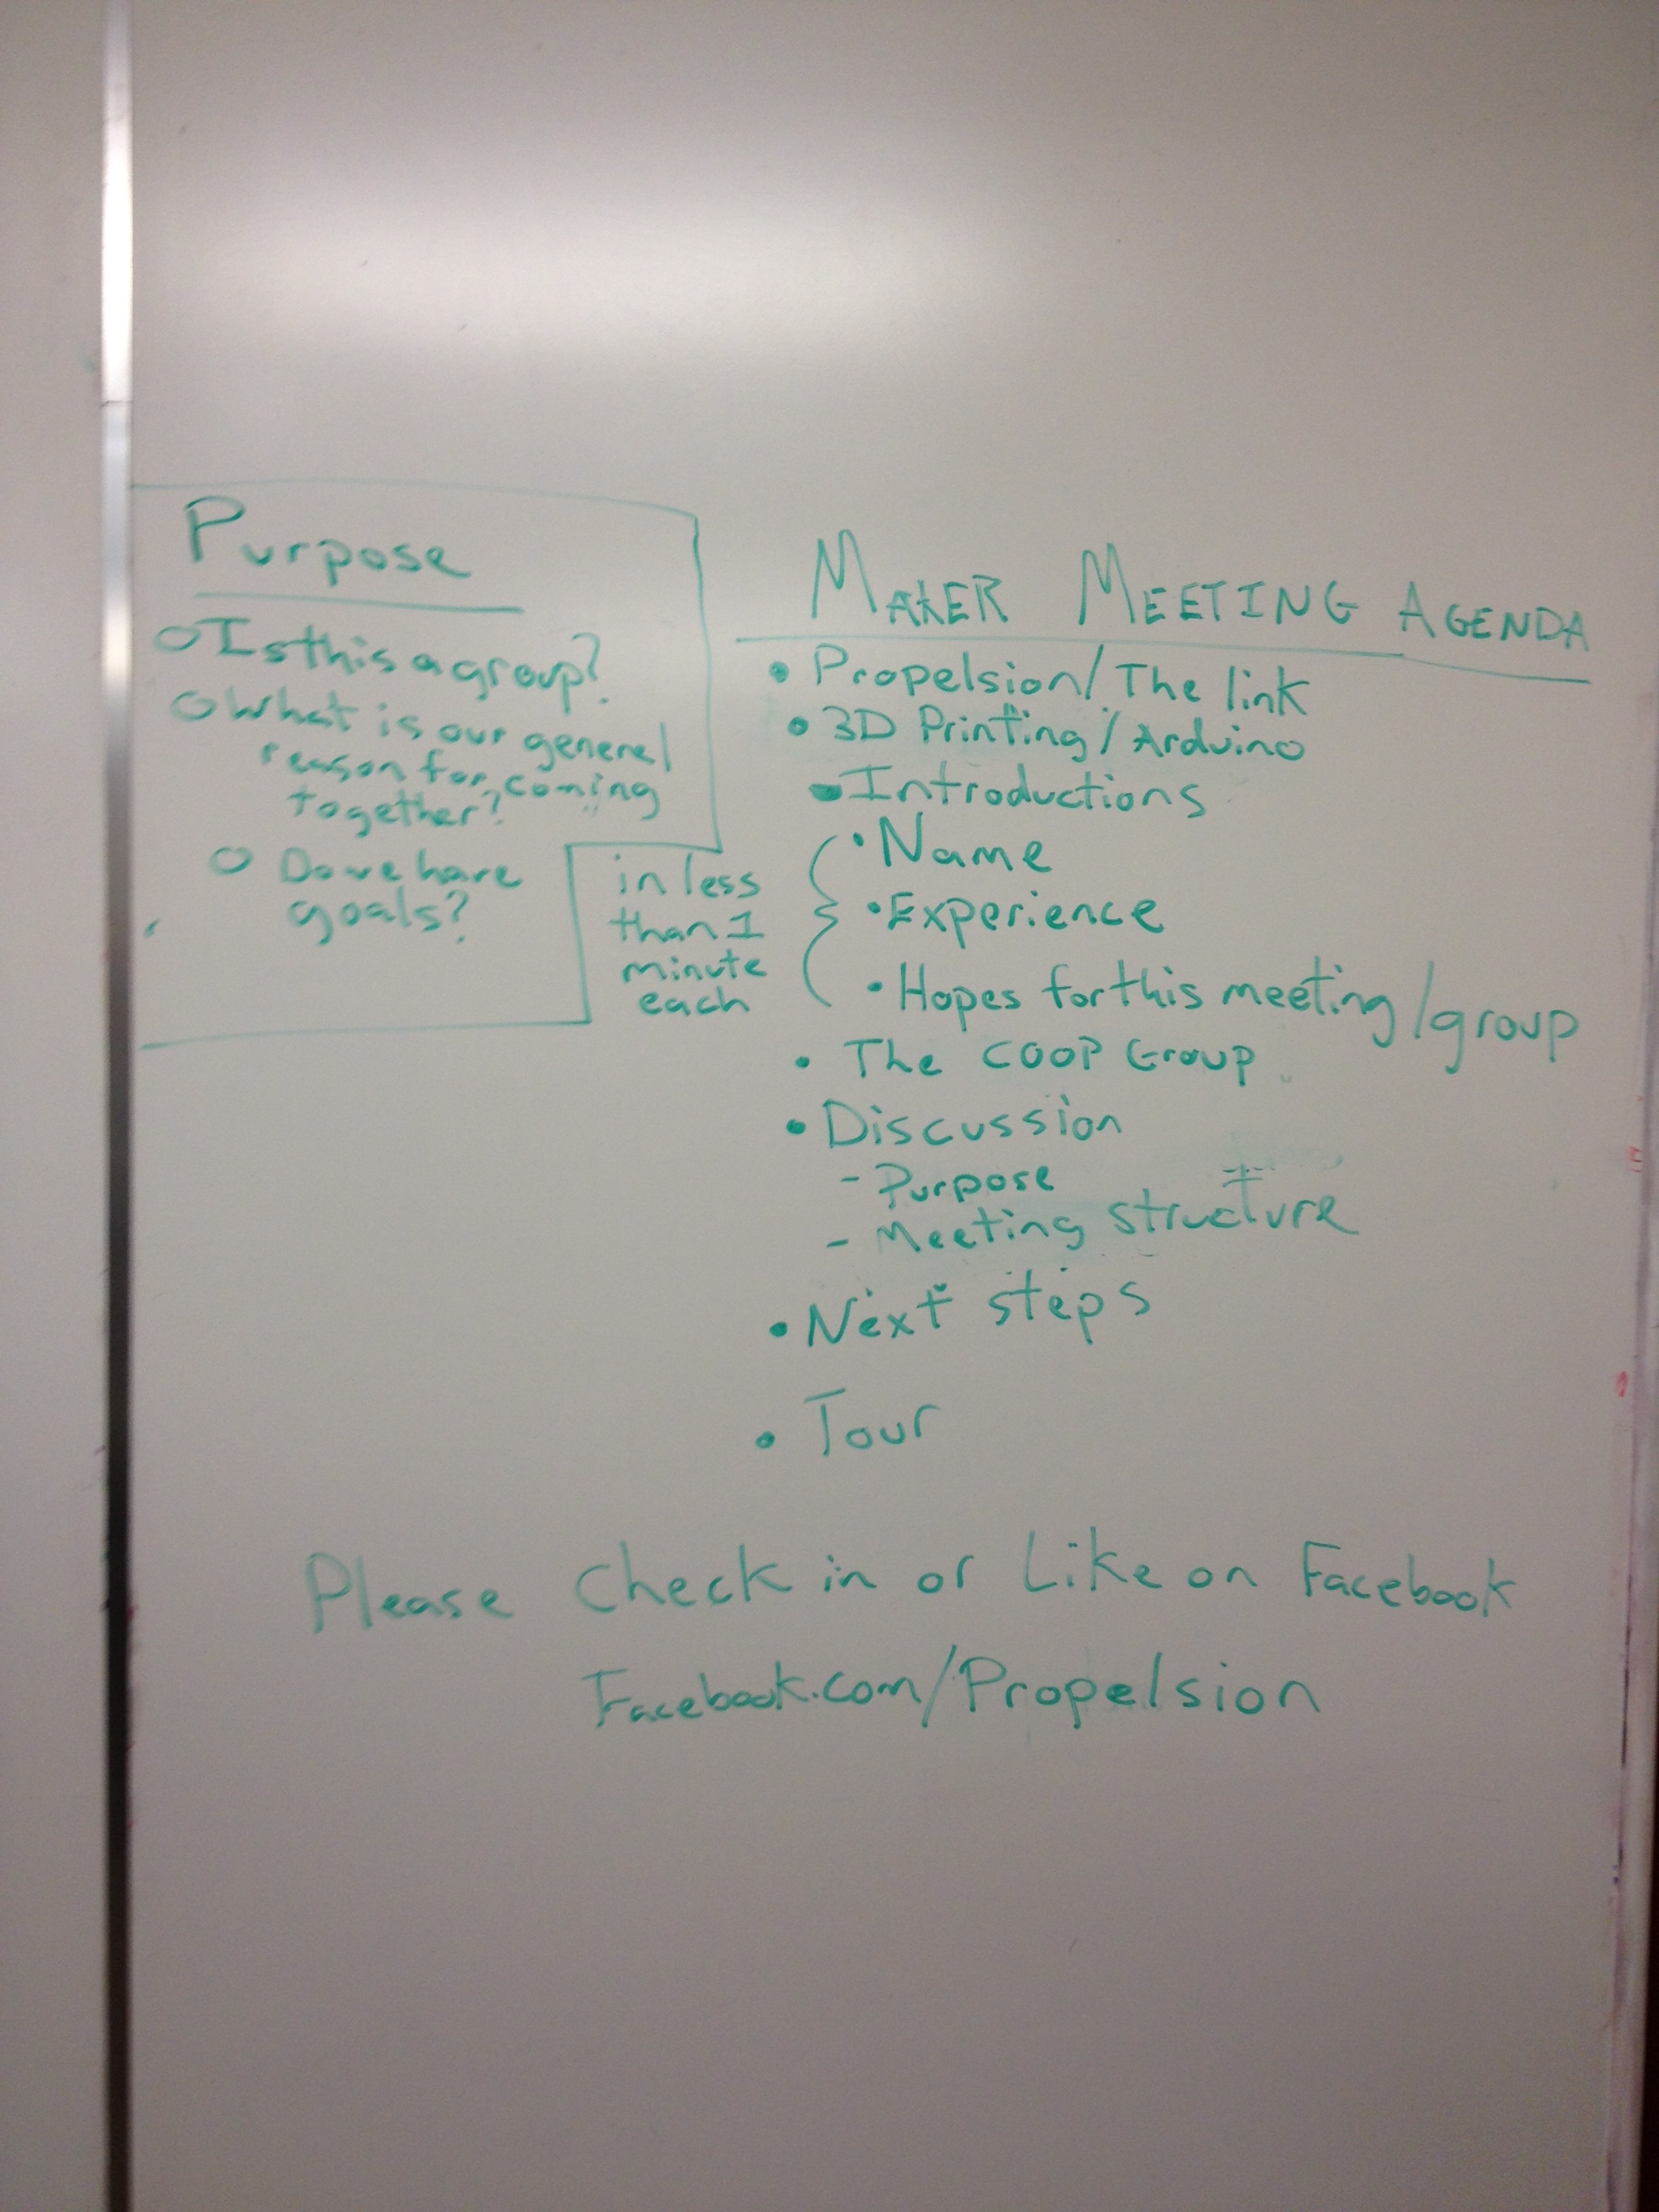 Purpose
Is this a group?
What is our general
reason for coming
together?
Do we have
goals?
MAKER MEETING AGENDA
• Propelsion/The link
• 3D Printing/Arduino
• Introductions
in less
than 1
minute
each
• Name
• Experience
• Hopes for this meeting/group
• The COOP Group
• Discussion
- Purpose
- Meeting structure
• Next steps
• Tour
Please Check in or Like on Facebook
Facebook.com/Propelsion